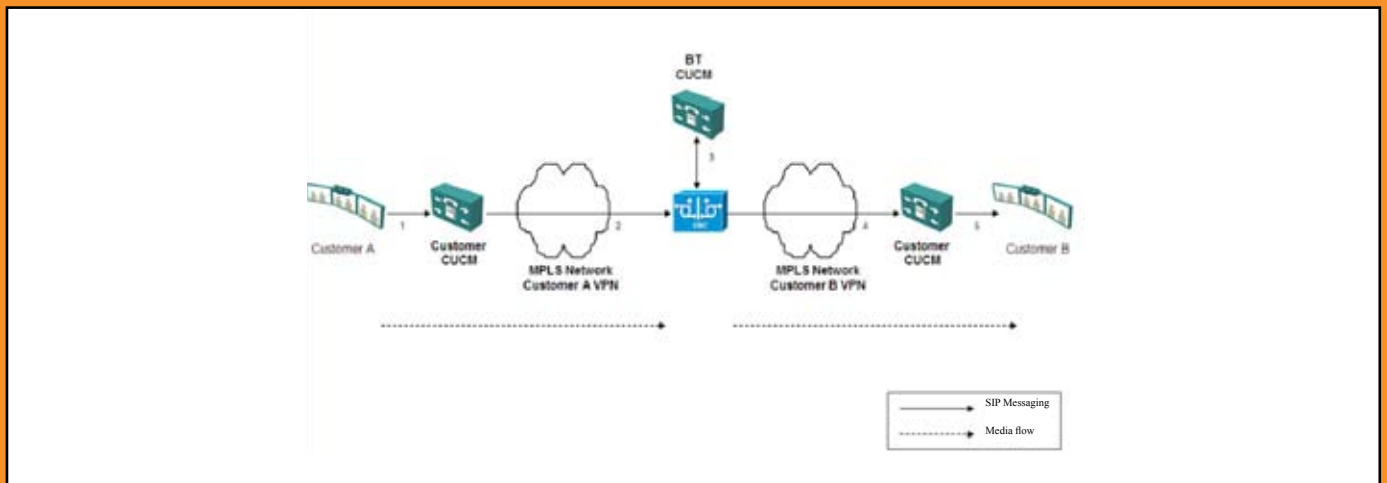 BT
CUCM
3
1
2
SBC
4
5
Customer A
Customer
CUCM
MPLS Network
Customer A VPN
MPLS Network
Customer B VPN
Customer
CUCM
Customer B
SIP Messaging
Media flow